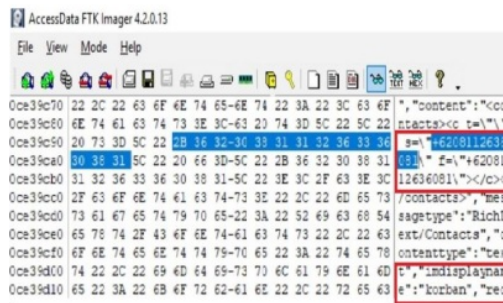 AccessData FTK Imager 4.2.0.13
File View Mode Help
0ce39c70 22 2C 22 63 6F 6E 74 65-6E 74 22 3A 22 3C 63 6F ","content":"<c
0ce39c80 6E 74 61 63 74 73 3E 3C-63 20 74 3D 5C 22 5C 22 ntacts><c t=\"\
0ce39c90 20 73 3D 5C 22 2B 36 32-30 38 31 31 32 36 33 36 s=\"+620811263
0ce39ca0 30 38 31 5C 22 20 66 3D-5C 22 2B 36 32 30 38 31 081\" f=\"+6208
0ce39cb0 31 32 36 33 36 30 38 31-5C 22 3E 3C 2F 63 3E 3C 12636081\"></c>
0ce39cc0 2F 63 6F 6E 74 61 63 74-73 3E 22 2C 22 6D 65 73 /contacts>","me
0ce39cd0 73 61 67 65 74 79 70 65-22 3A 22 52 69 63 68 54 sagetype":"Rich
0ce39ce0 65 78 74 2F 43 6F 6E 74-61 63 74 73 22 2C 22 63 ext/Contacts","
0ce39cf0 6F 6E 74 65 6E 74 74 79-70 65 22 3A 22 74 65 78 ontenttype":"te
0ce39d00 74 22 2C 22 69 6D 64 69-73 70 6C 61 79 6E 61 6D t","imdisplayna
0ce39d10 65 22 3A 22 6B 6F 72 62-61 6E 22 2C 22 72 65 63 e":"korban","re